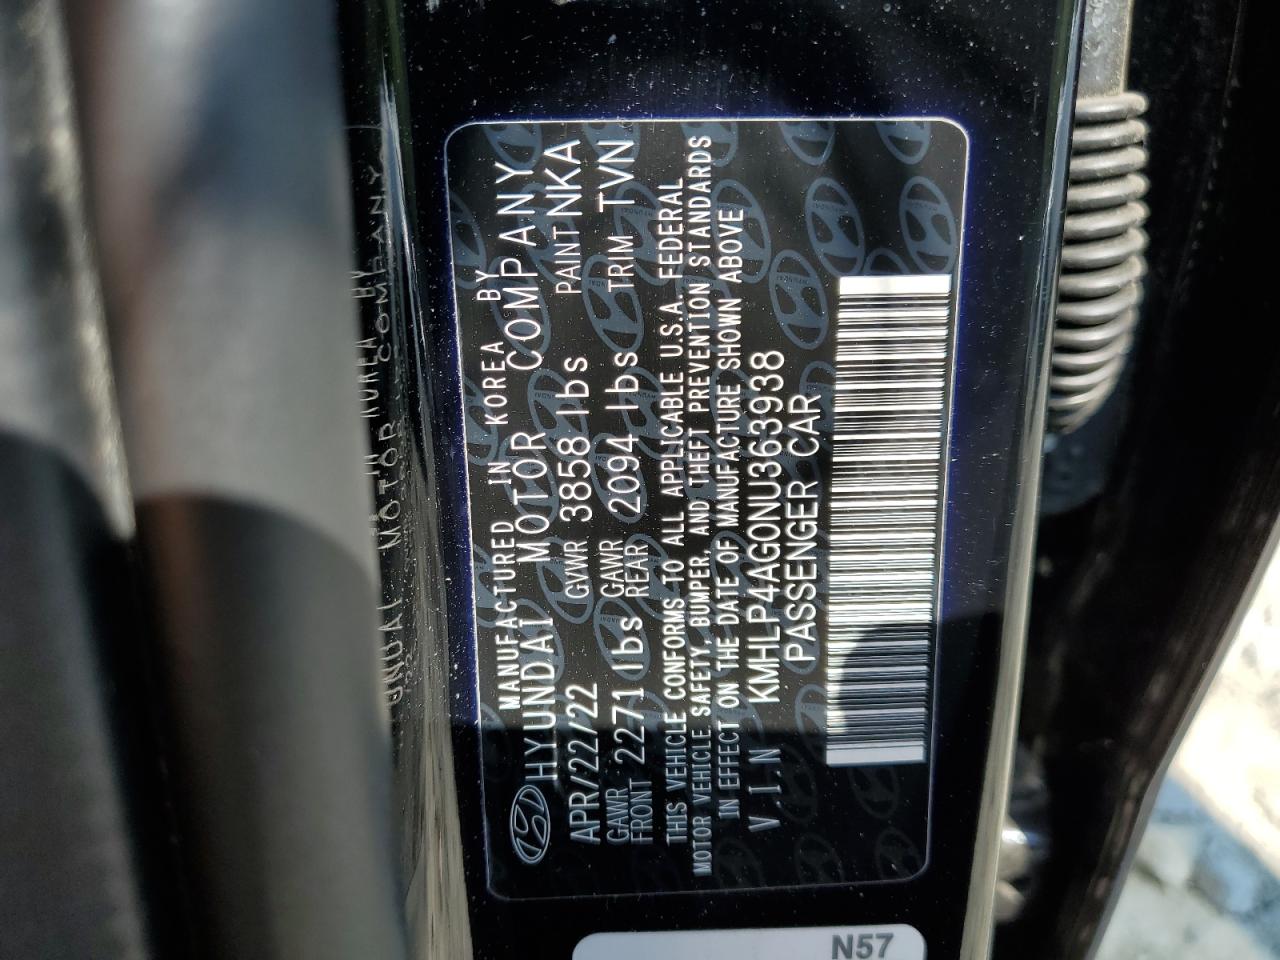 MANUFACTURED IN KOREA BY
HYUNDAI MOTOR COMPANY
APR/22/22 GVWR 3858 lbs PAINT NKA
GAWR FRONT 2271 lbs GAWR REAR 2094 lbs TRIM TVN
THIS VEHICLE CONFORMS TO ALL APPLICABLE U.S.A. FEDERAL
MOTOR VEHICLE SAFETY, BUMPER, AND THEFT PREVENTION STANDARDS
IN EFFECT ON THE DATE OF MANUFACTURE SHOWN ABOVE
V.I.N KMHLP4AG0NU363938
PASSENGER CAR
N57